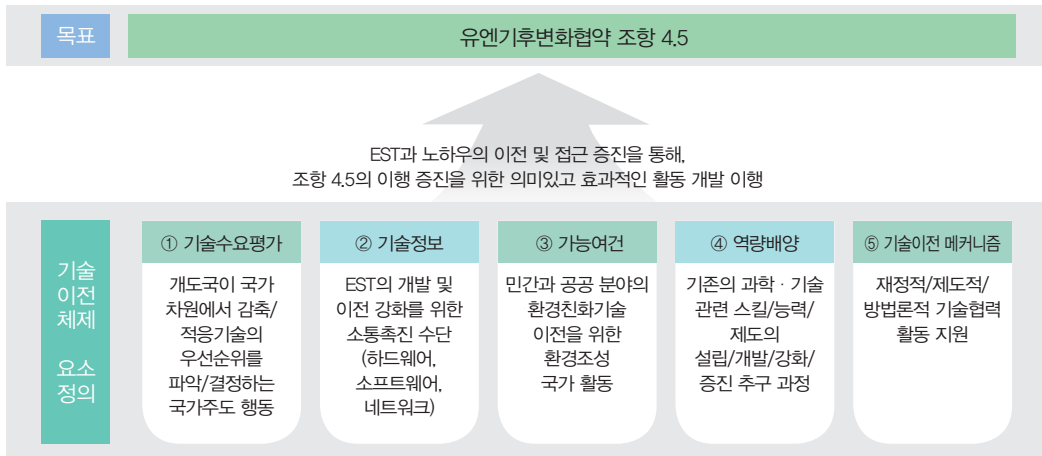 목표
유엔기후변화협약 조항 4.5
EST과 노하우의 이전 및 접근 증진을 통해,
조항 4.5의 이행 증진을 위한 의미있고 효과적인 활동 개발 이행
기술
이전
체제
요소
정의
① 기술수요평가
개도국이 국가
차원에서 감축/
적응기술의
우선순위를
파악/결정하는
국가주도 행동
② 기술정보
EST의 개발 및
이전 강화를 위한
소통촉진 수단
(하드웨어,
소프트웨어,
네트워크)
③ 가능여건
민간과 공공 분야의
환경친화기술
이전을 위한
환경조성
국가 활동
④ 역량배양
기존의 과학 · 기술
관련 스킬/능력/
제도의
설립/개발/강화/
증진 추구 과정
⑤ 기술이전 메커니즘
재정적/제도적/
방법론적 기술협력
활동 지원